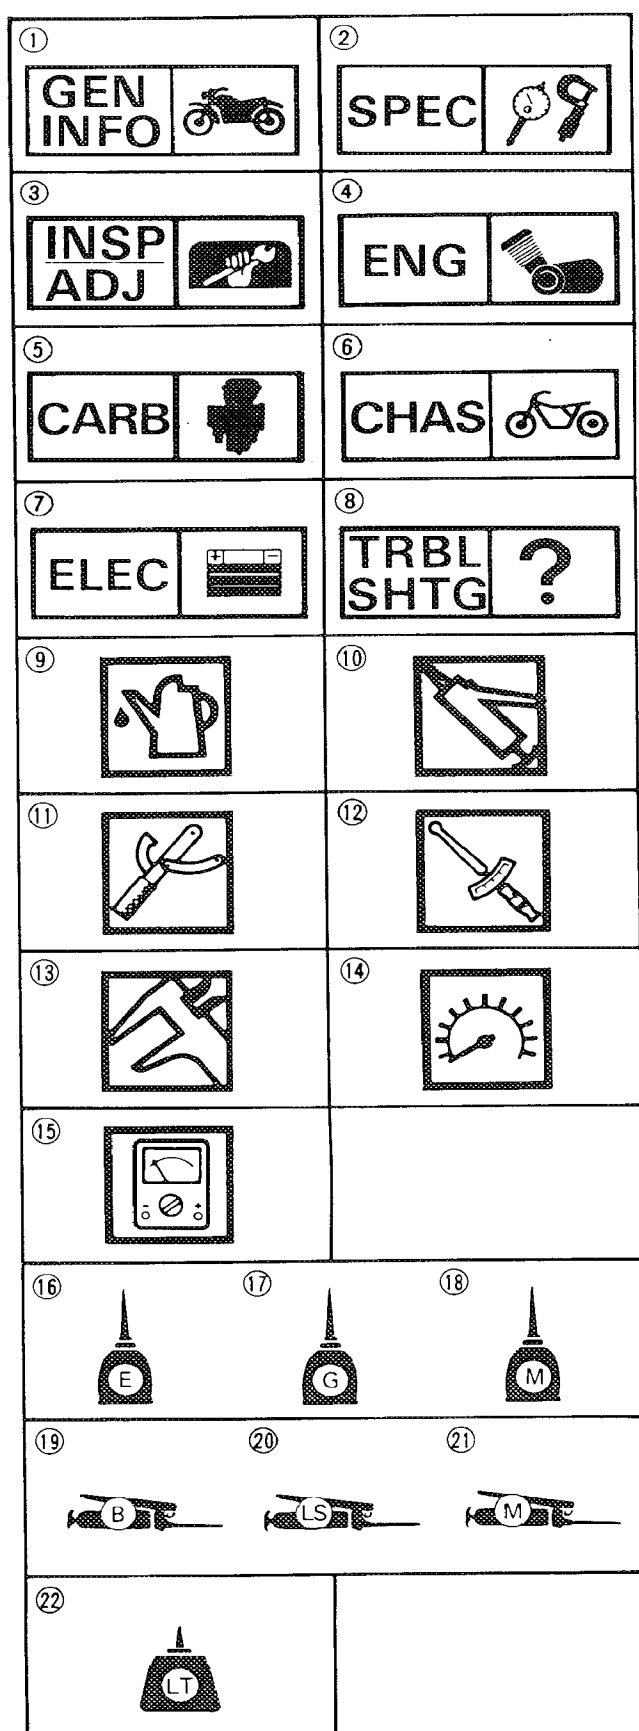 ① ②
GEN
INFO
SPEC
③ ④
INSP
ADJ
ENG
⑤ ⑥
CARB
CHAS
⑦ ⑧
ELEC
+ −
TRBL
SHTG
?
⑨ ⑩
⑪ ⑫
⑬ ⑭
⑮
− +
⑯ ⑰ ⑱
E G M
⑲ ⑳ ㉑
B LS M
㉒
LT